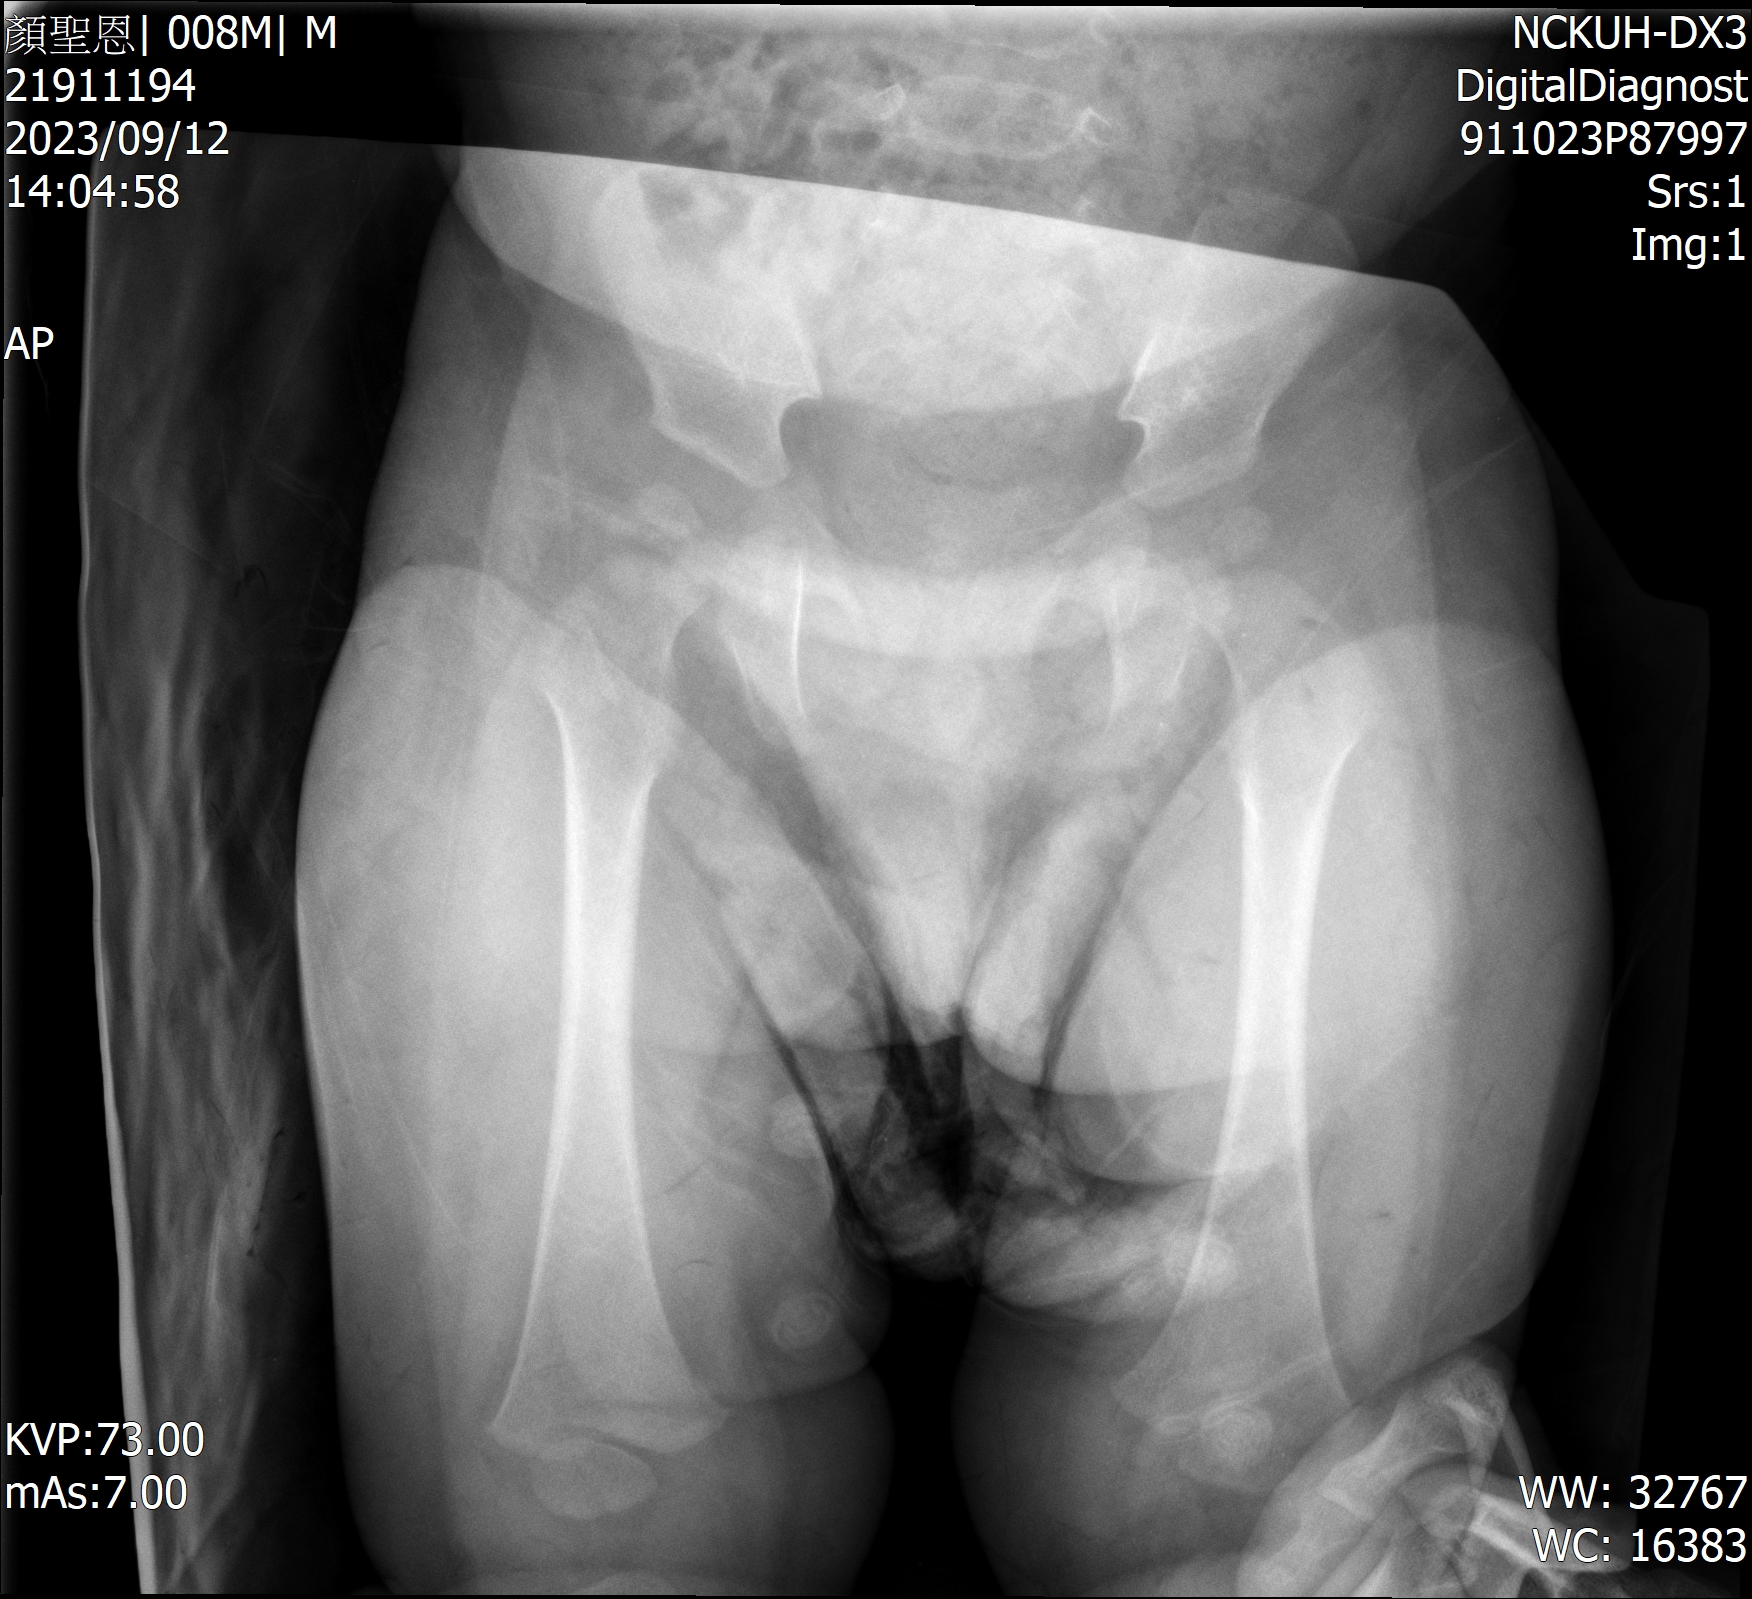 顏聖恩| 008M| M
21911194
2023/09/12
14:04:58
AP
NCKUH-DX3
DigitalDiagnost
911023P87997
Srs:1
Img:1
KVP:73.00
mAs:7.00
WW: 32767
WC: 16383